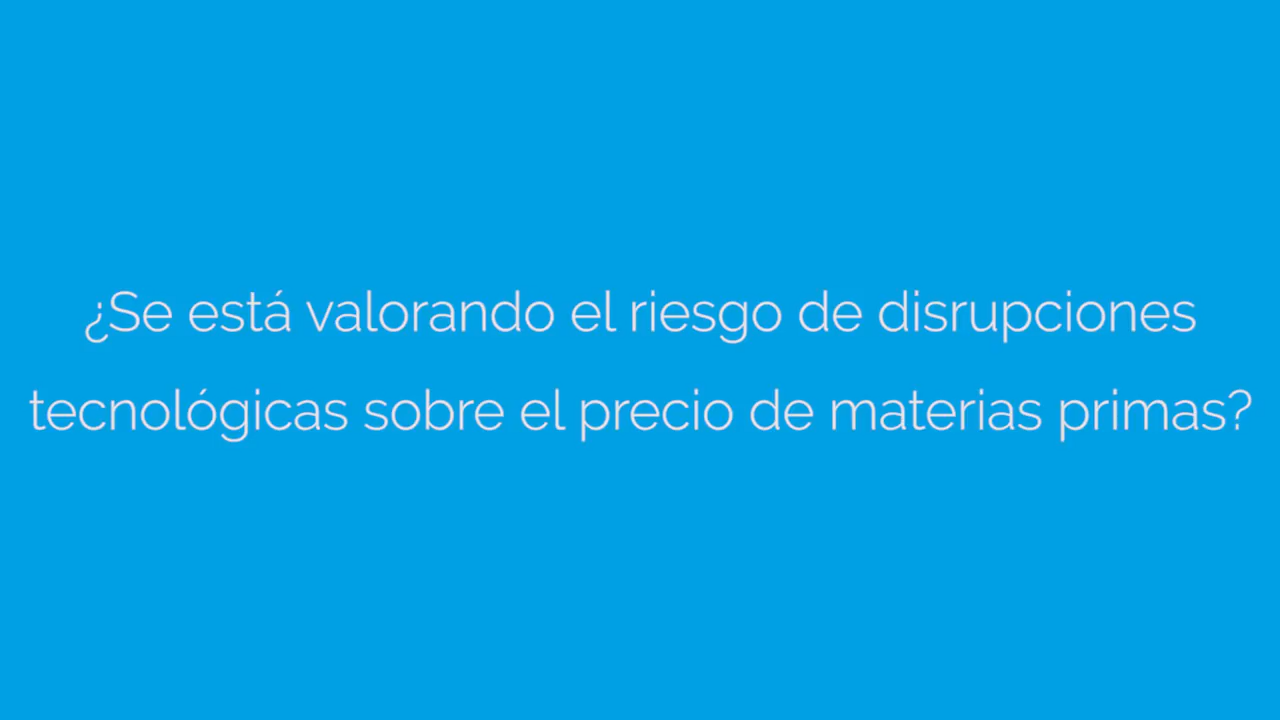 ¿Se está valorando el riesgo de disrupciones
tecnológicas sobre el precio de materias primas?